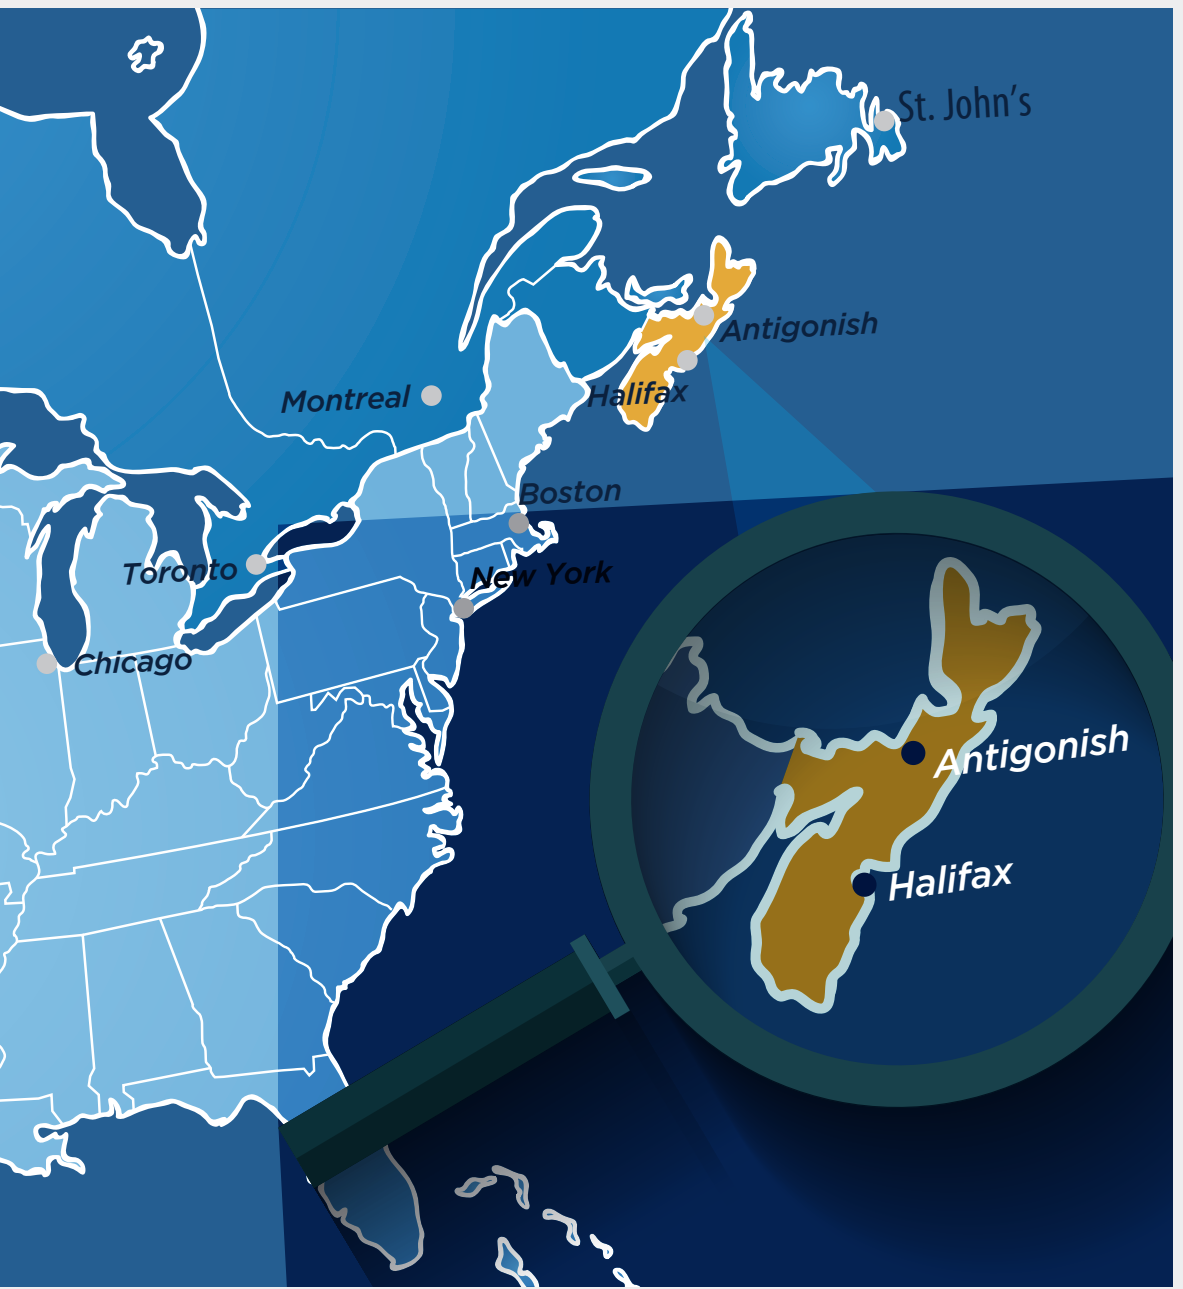 St. John's
Antigonish
Montreal
Halifax
Boston
Toronto
New York
Chicago
Antigonish
Halifax